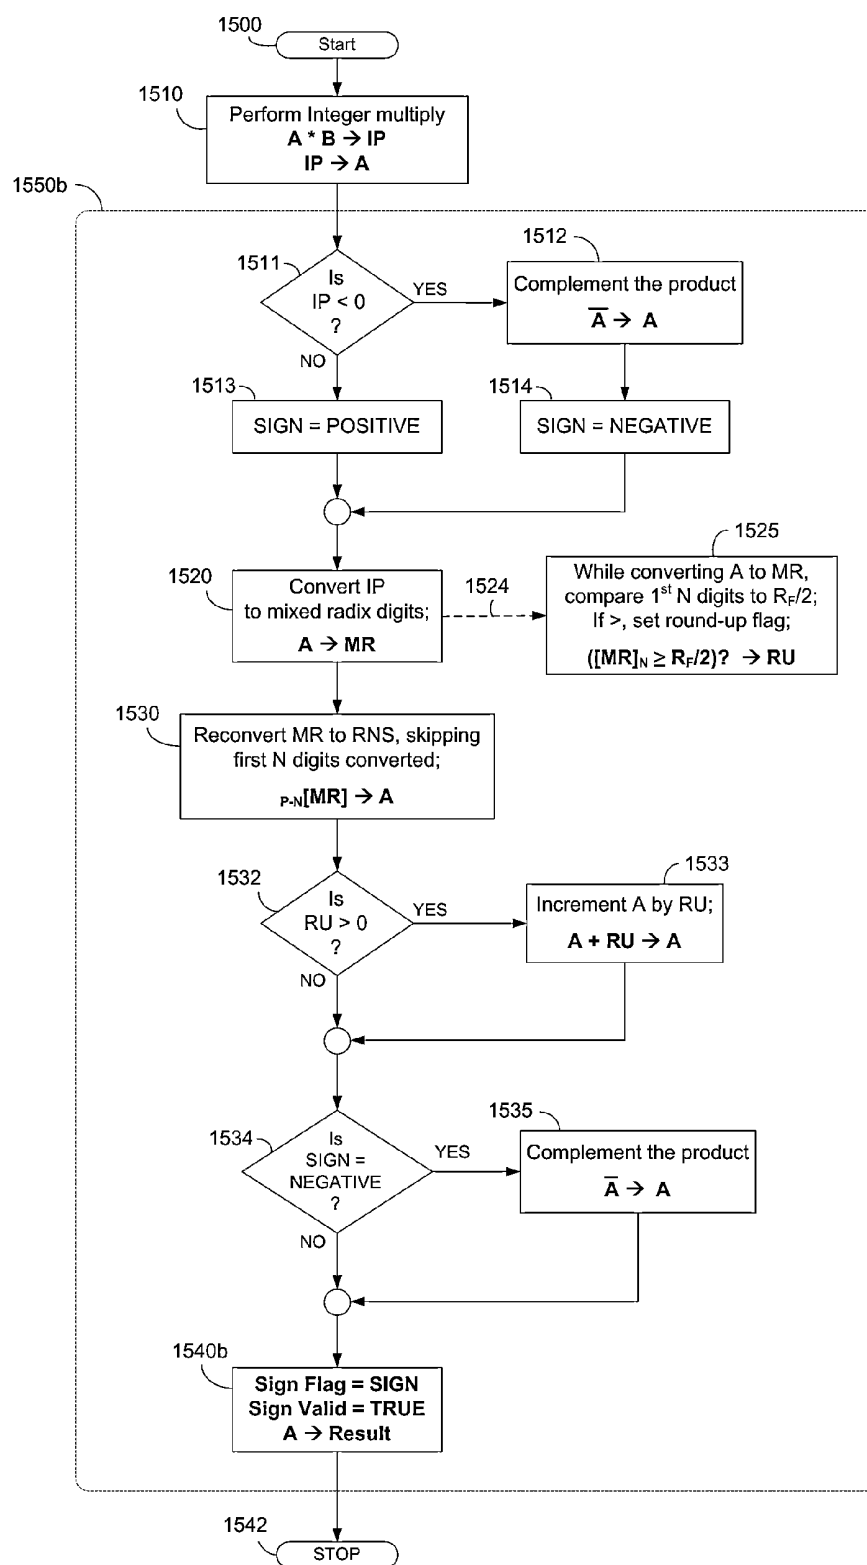 1500
Start
1510
Perform Integer multiply
A * B → IP
IP → A
1550b
1511
Is
IP < 0
?
YES
NO
1512
Complement the product
A̅ → A
1513
SIGN = POSITIVE
1514
SIGN = NEGATIVE
1520
Convert IP
to mixed radix digits;
A → MR
1524
1525
While converting A to MR,
compare 1st N digits to RF/2;
If >, set round-up flag;
([MR]N ≥ RF/2)? → RU
1530
Reconvert MR to RNS, skipping
first N digits converted;
P-N[MR] → A
1532
Is
RU > 0
?
YES
NO
1533
Increment A by RU;
A + RU → A
1534
Is
SIGN =
NEGATIVE
?
YES
NO
1535
Complement the product
A̅ → A
1540b
Sign Flag = SIGN
Sign Valid = TRUE
A → Result
1542
STOP